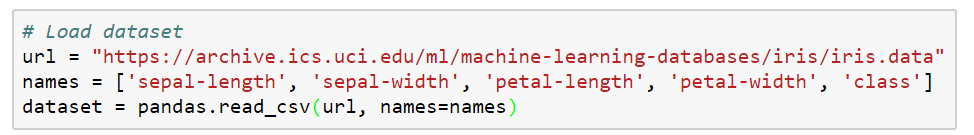 # Load dataset
url = "https://archive.ics.uci.edu/ml/machine-learning-databases/iris/iris.data"
names = ['sepal-length', 'sepal-width', 'petal-length', 'petal-width', 'class']
dataset = pandas.read_csv(url, names=names)